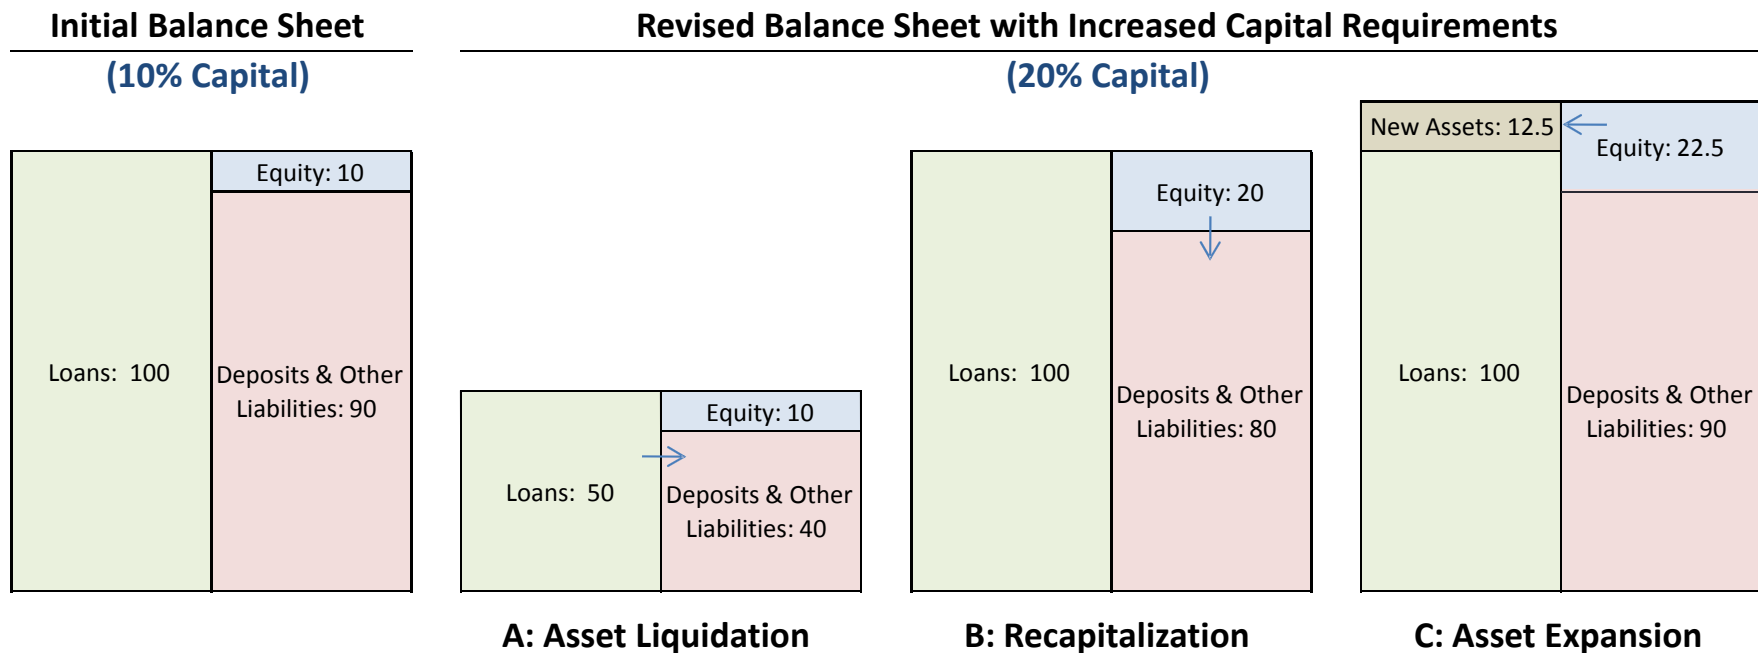 Initial Balance Sheet
(10% Capital)
Equity: 10
Loans: 100
Deposits & Other
Liabilities: 90
Revised Balance Sheet with Increased Capital Requirements
(20% Capital)
Equity: 10
Loans: 50
Deposits & Other
Liabilities: 40
A: Asset Liquidation
Equity: 20
Loans: 100
Deposits & Other
Liabilities: 80
B: Recapitalization
New Assets: 12.5
Equity: 22.5
Loans: 100
Deposits & Other
Liabilities: 90
C: Asset Expansion